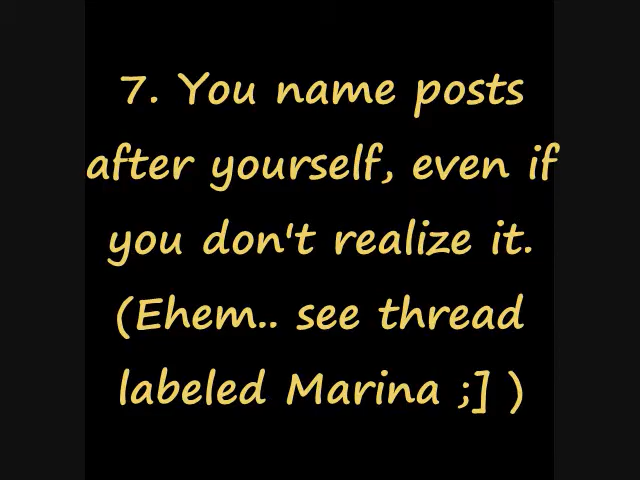 7. You name posts
after yourself, even if
you don't realize it.
(Ehem.. see thread
labeled Marina ;] )